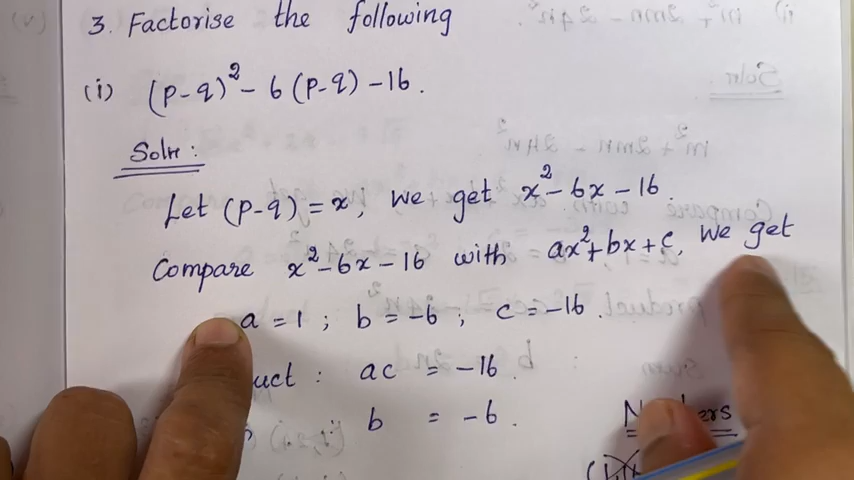 3. Factorise the following
(i) (p-q)² - 6(p-q) - 16.
Soln:
Let (p-q) = x; we get x² - 6x - 16.
Compare x² - 6x - 16 with ax² + bx + c, we get
a = 1 ; b = -6 ; c = -16.
: ac = -16.
b = -6.